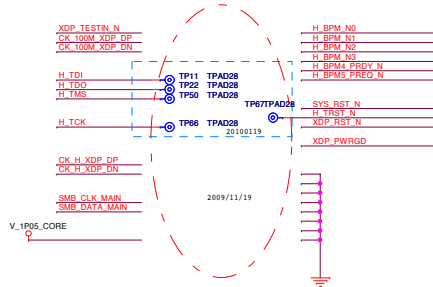 XDP_TESTIN_N
CK_100M_XDP_DP
CK_100M_XDP_DN
H_TDI
H_TDO
H_TMS
H_TCK
CK_H_XDP_DP
CK_H_XDP_DN
SMB_CLK_MAIN
SMB_DATA_MAIN
V_1P05_CORE
TP11 TPAD28
TP22 TPAD28
TP50 TPAD28
TP67TPAD28
TP66 TPAD28
20100119
2009/11/19
H_BPM_N0
H_BPM_N1
H_BPM_N2
H_BPM_N3
H_BPM4_PRDY_N
H_BPM5_PREQ_N
SYS_RST_N
H_TRST_N
XDP_RST_N
XDP_PWRGD